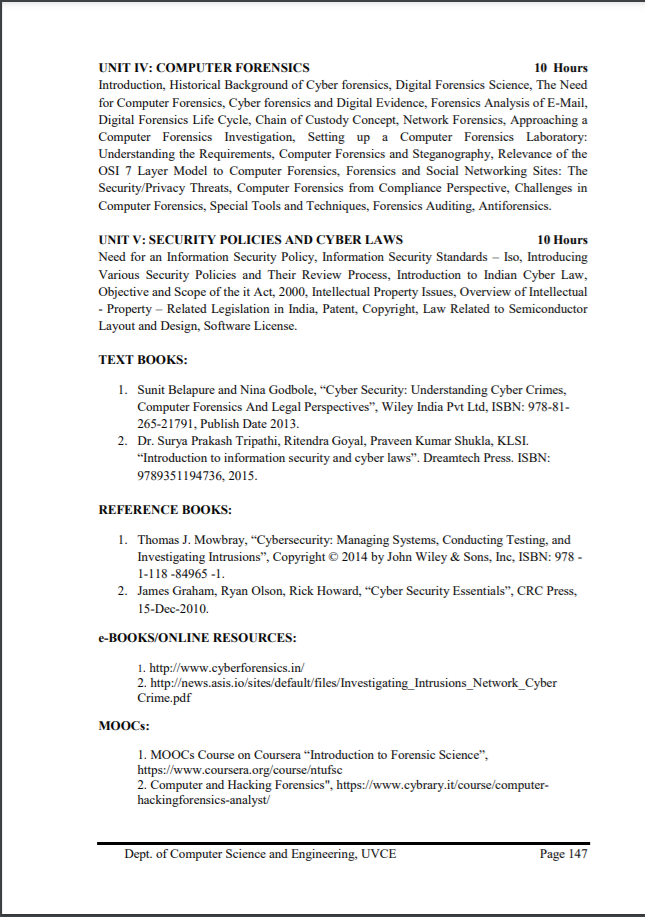 UNIT IV: COMPUTER FORENSICS 10 Hours
Introduction, Historical Background of Cyber forensics, Digital Forensics Science, The Need
for Computer Forensics, Cyber forensics and Digital Evidence, Forensics Analysis of E-Mail,
Digital Forensics Life Cycle, Chain of Custody Concept, Network Forensics, Approaching a
Computer Forensics Investigation, Setting up a Computer Forensics Laboratory:
Understanding the Requirements, Computer Forensics and Steganography, Relevance of the
OSI 7 Layer Model to Computer Forensics, Forensics and Social Networking Sites: The
Security/Privacy Threats, Computer Forensics from Compliance Perspective, Challenges in
Computer Forensics, Special Tools and Techniques, Forensics Auditing, Antiforensics.
UNIT V: SECURITY POLICIES AND CYBER LAWS 10 Hours
Need for an Information Security Policy, Information Security Standards – Iso, Introducing
Various Security Policies and Their Review Process, Introduction to Indian Cyber Law,
Objective and Scope of the it Act, 2000, Intellectual Property Issues, Overview of Intellectual
- Property – Related Legislation in India, Patent, Copyright, Law Related to Semiconductor
Layout and Design, Software License.
TEXT BOOKS:
1. Sunit Belapure and Nina Godbole, “Cyber Security: Understanding Cyber Crimes,
Computer Forensics And Legal Perspectives”, Wiley India Pvt Ltd, ISBN: 978-81-
265-21791, Publish Date 2013.
2. Dr. Surya Prakash Tripathi, Ritendra Goyal, Praveen Kumar Shukla, KLSI.
“Introduction to information security and cyber laws”. Dreamtech Press. ISBN:
9789351194736, 2015.
REFERENCE BOOKS:
1. Thomas J. Mowbray, “Cybersecurity: Managing Systems, Conducting Testing, and
Investigating Intrusions”, Copyright © 2014 by John Wiley & Sons, Inc, ISBN: 978 -
1-118 -84965 -1.
2. James Graham, Ryan Olson, Rick Howard, “Cyber Security Essentials”, CRC Press,
15-Dec-2010.
e-BOOKS/ONLINE RESOURCES:
1. http://www.cyberforensics.in/
2. http://news.asis.io/sites/default/files/Investigating_Intrusions_Network_Cyber
Crime.pdf
MOOCs:
1. MOOCs Course on Coursera “Introduction to Forensic Science”,
https://www.coursera.org/course/ntufsc
2. Computer and Hacking Forensics", https://www.cybrary.it/course/computer-
hackingforensics-analyst/
Dept. of Computer Science and Engineering, UVCE Page 147